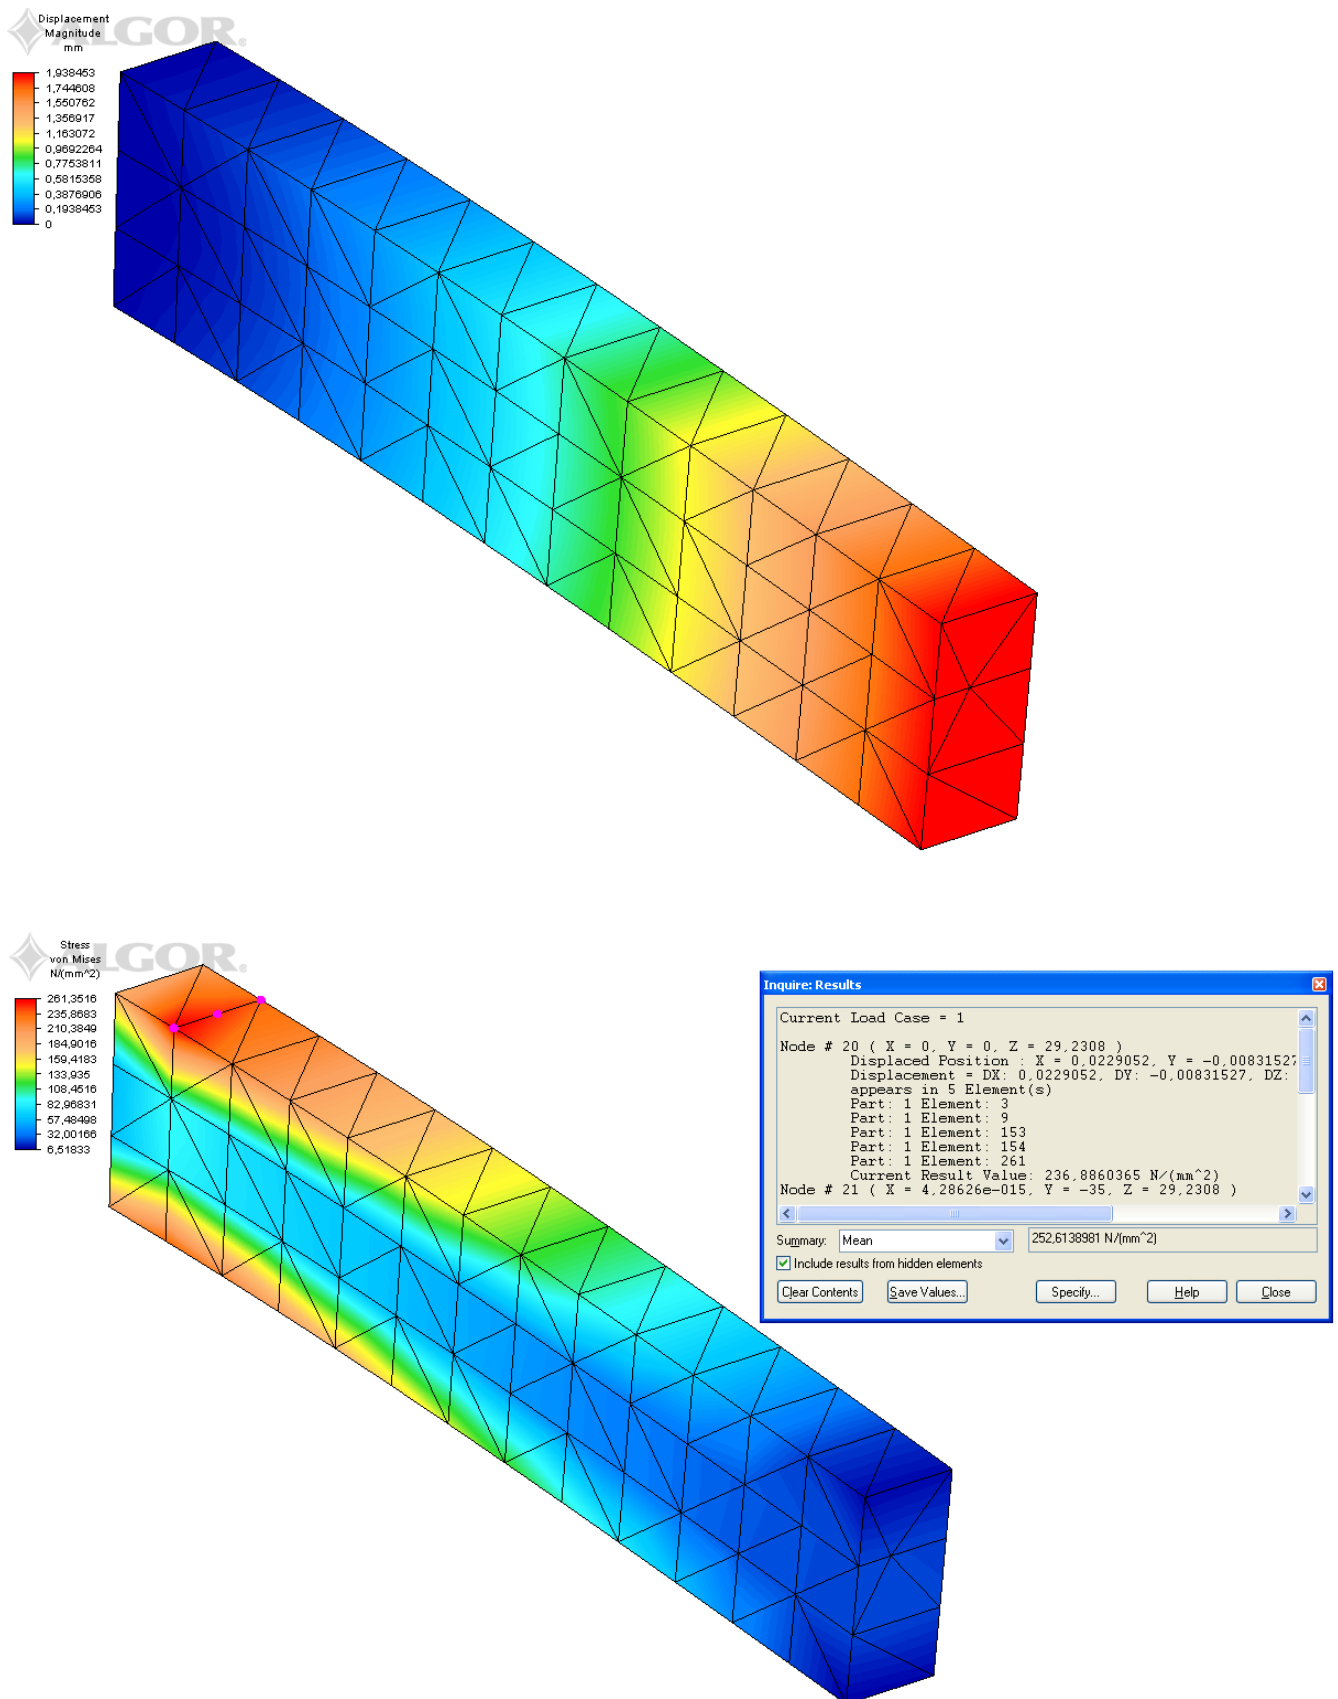 ALGOR.
Displacement
Magnitude
mm
1,938453
1,744608
1,550762
1,356917
1,163072
0,9692264
0,7753811
0,5815358
0,3876906
0,1938453
0
ALGOR.
Stress
von Mises
N/(mm^2)
261,3516
235,8683
210,3849
184,9016
159,4183
133,935
108,4516
82,96831
57,48498
32,00166
6,51833
Inquire: Results
Current Load Case = 1
Node # 20 ( X = 0, Y = 0, Z = 29,2308 )
Displaced Position : X = 0,0229052, Y = -0,00831527
Displacement = DX: 0,0229052, DY: -0,00831527, DZ:
appears in 5 Element(s)
Part: 1 Element: 3
Part: 1 Element: 9
Part: 1 Element: 153
Part: 1 Element: 154
Part: 1 Element: 261
Current Result Value: 236,8860365 N/(mm^2)
Node # 21 ( X = 4,28626e-015, Y = -35, Z = 29,2308 )
Summary: Mean 252,6138981 N/(mm^2)
Include results from hidden elements
Clear Contents Save Values... Specify... Help Close